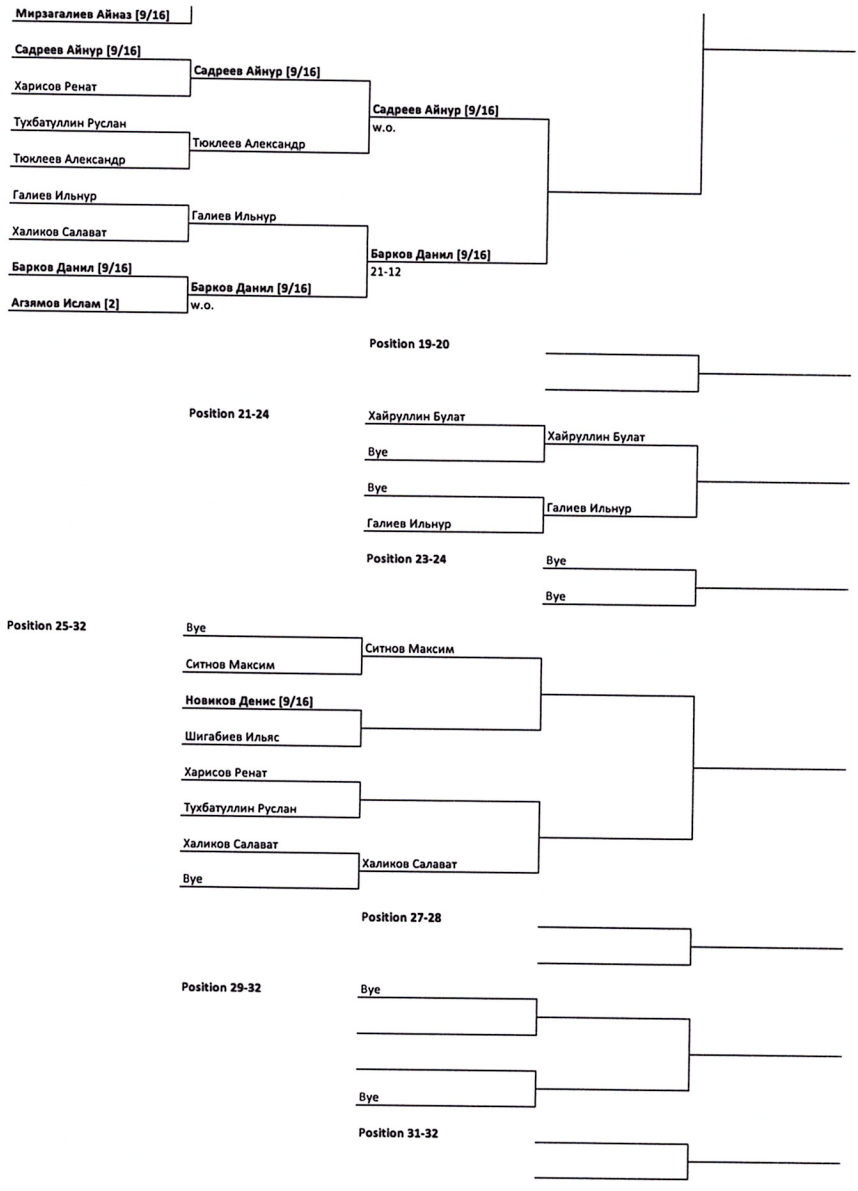 Мирзагалиев Айназ [9/16]
Садреев Айнур [9/16]
Садреев Айнур [9/16]
Харисов Ренат
Садреев Айнур [9/16]
w.o.
Тухбатуллин Руслан
Тюклеев Александр
Тюклеев Александр
Галиев Ильнур
Галиев Ильнур
Халиков Салават
Барков Данил [9/16]
21-12
Барков Данил [9/16]
Барков Данил [9/16]
w.o.
Агзямов Ислам [2]
Position 19-20
Position 21-24
Хайруллин Булат
Хайруллин Булат
Bye
Bye
Галиев Ильнур
Галиев Ильнур
Position 23-24
Bye
Bye
Position 25-32
Bye
Ситнов Максим
Ситнов Максим
Новиков Денис [9/16]
Шигабиев Ильяс
Харисов Ренат
Тухбатуллин Руслан
Халиков Салават
Халиков Салават
Bye
Position 27-28
Position 29-32
Bye
Bye
Position 31-32